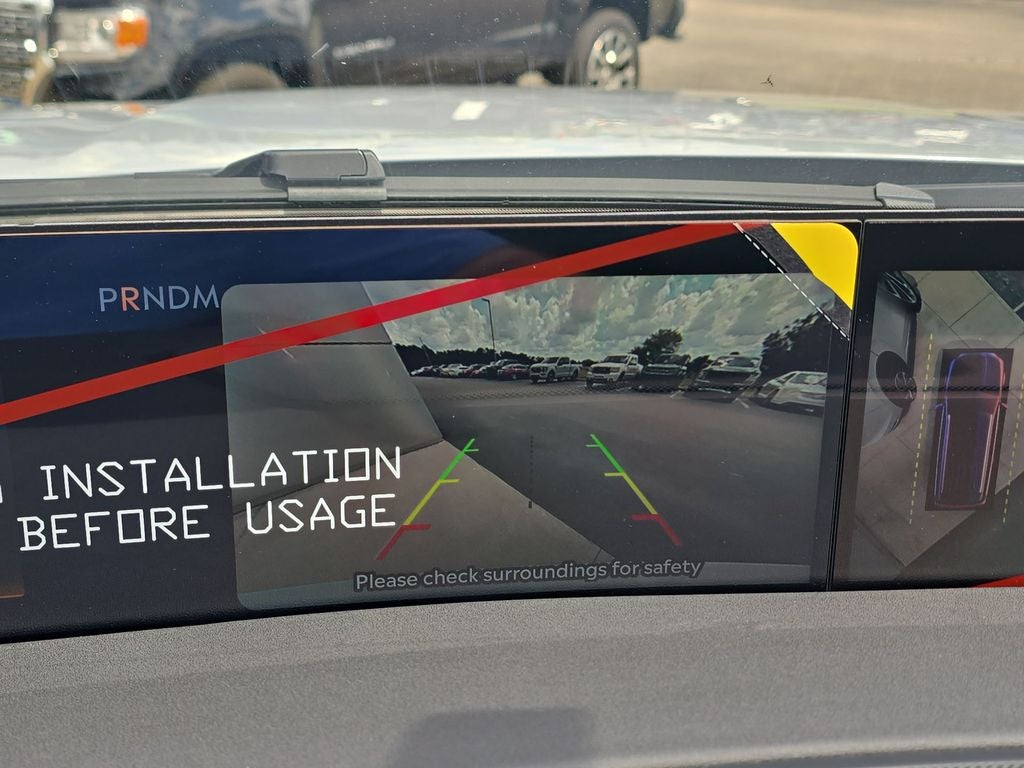 PRNDM
INSTALLATION
BEFORE USAGE
Please check surroundings for safety